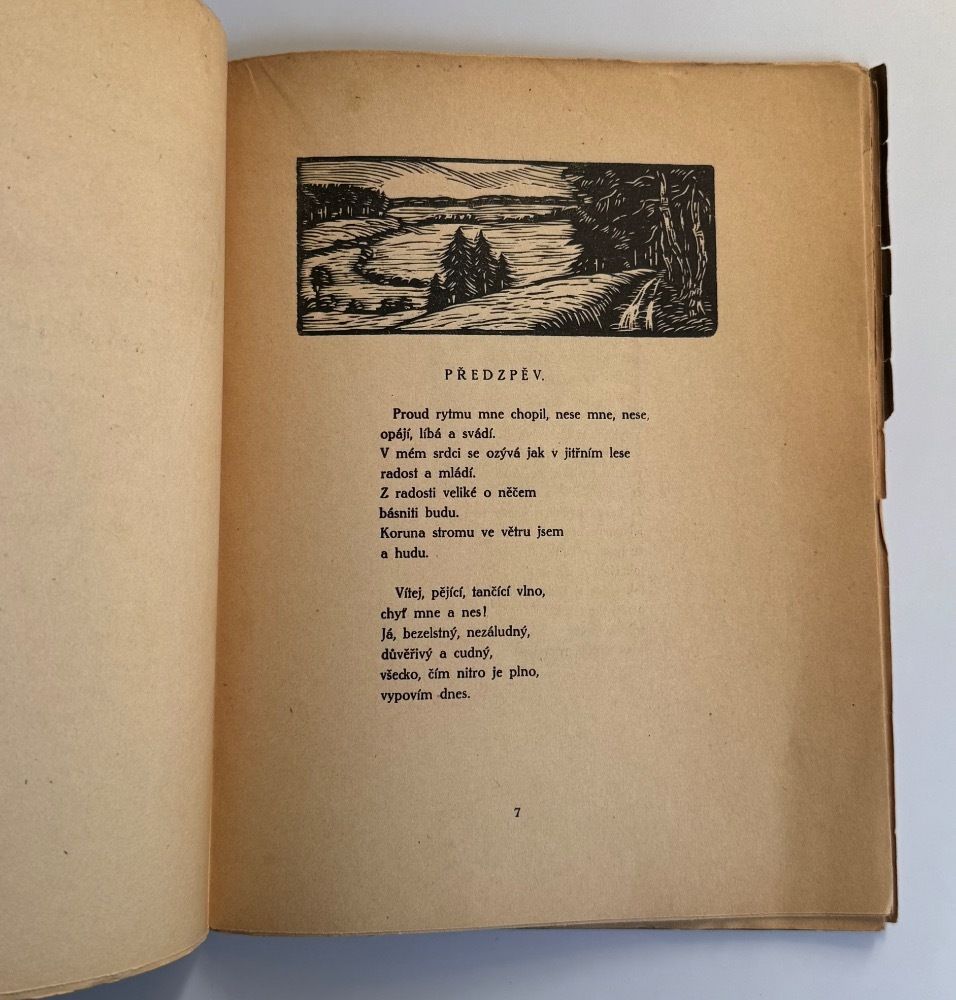 PŘEDZPĚV.
Proud rytmu mne chopil, nese mne, nese,
opájí, líbá a svádí.
V mém srdci se ozývá jak v jitřním lese
radost a mládí.
Z radosti veliké o něčem
básniti budu.
Koruna stromu ve větru jsem
a hudu.
Vítej, pějící, tančící vlno,
chyť mne a nes!
Já, bezelstný, nezáludný,
důvěřivý a cudný,
všecko, čím nitro je plno,
vypovím dnes.
7